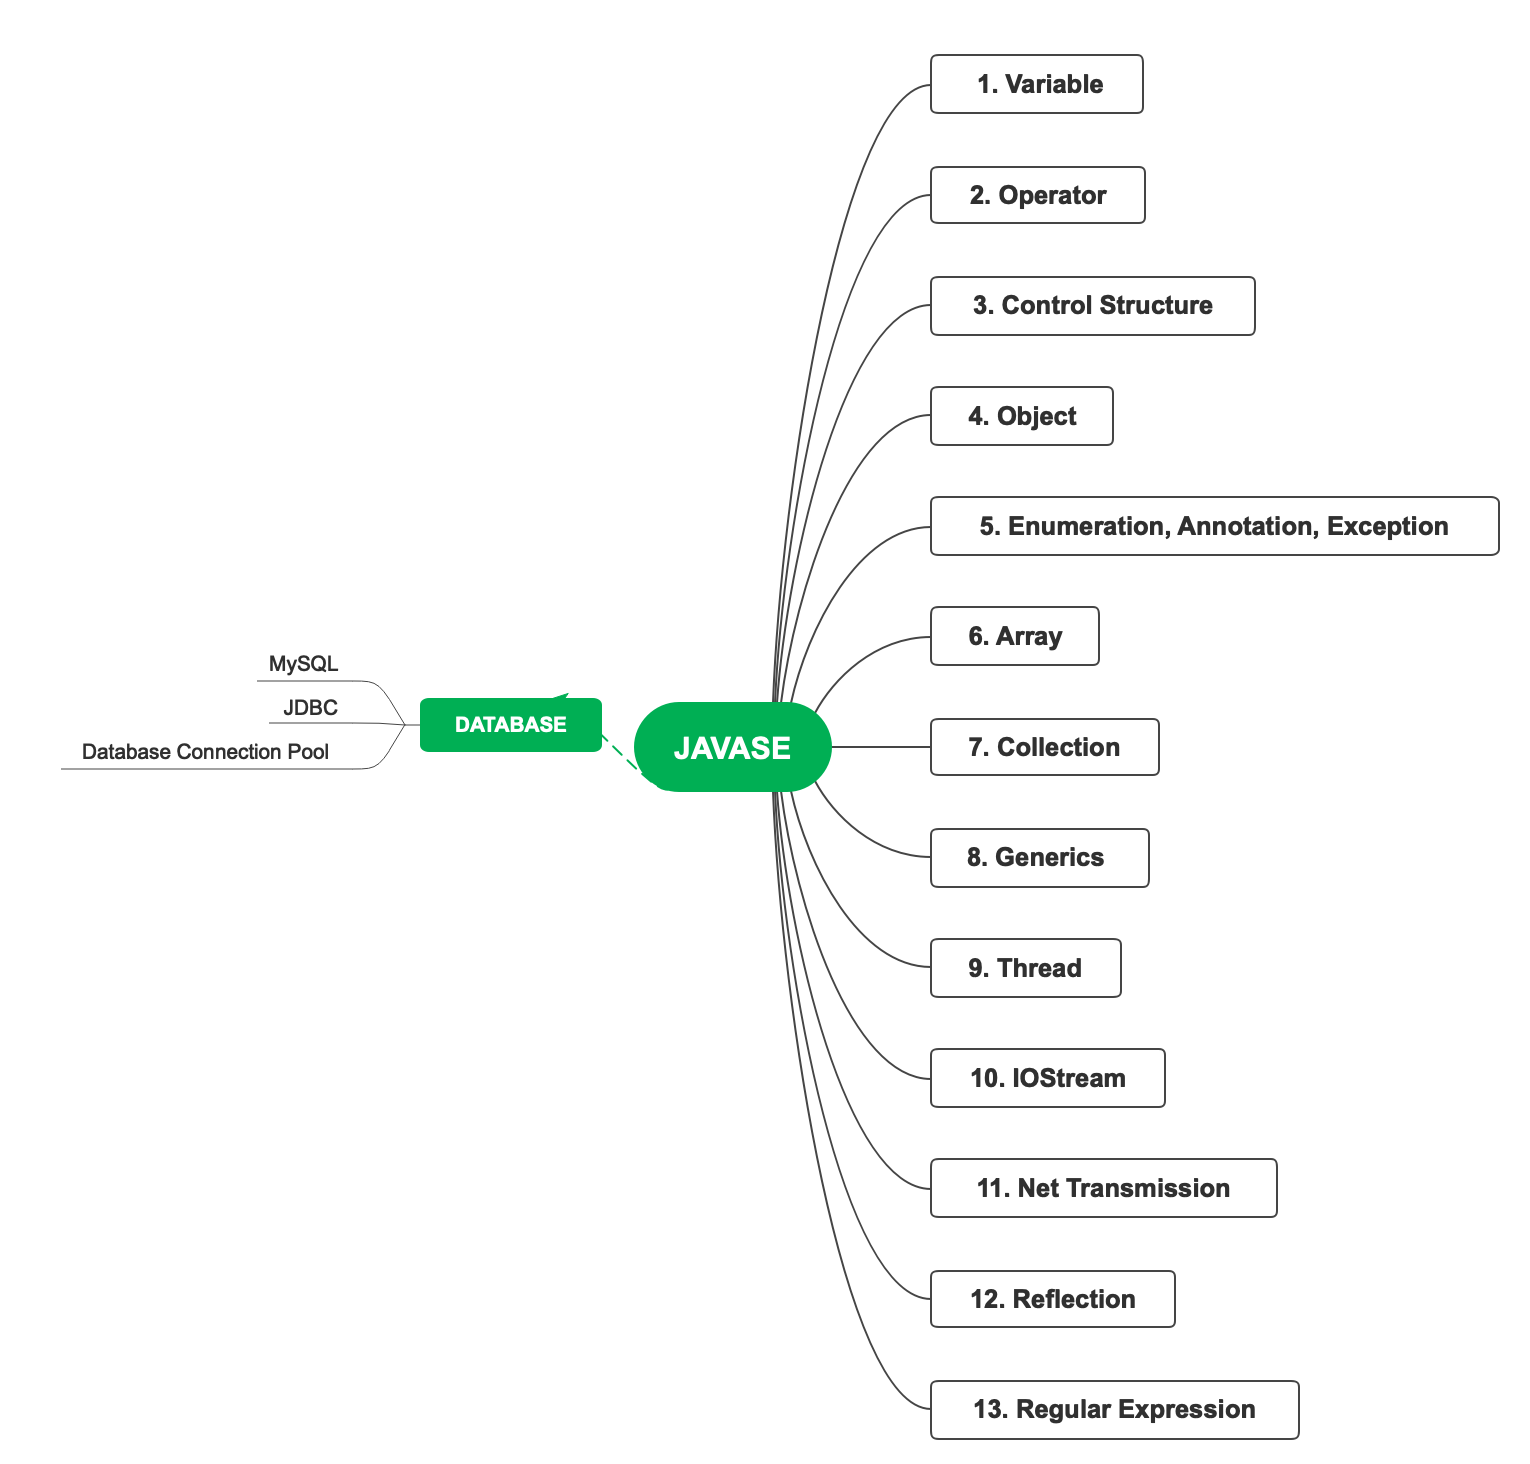 1. Variable
2. Operator
3. Control Structure
4. Object
5. Enumeration, Annotation, Exception
6. Array
MySQL
JDBC
DATABASE
Database Connection Pool
JAVASE
7. Collection
8. Generics
9. Thread
10. IOStream
11. Net Transmission
12. Reflection
13. Regular Expression